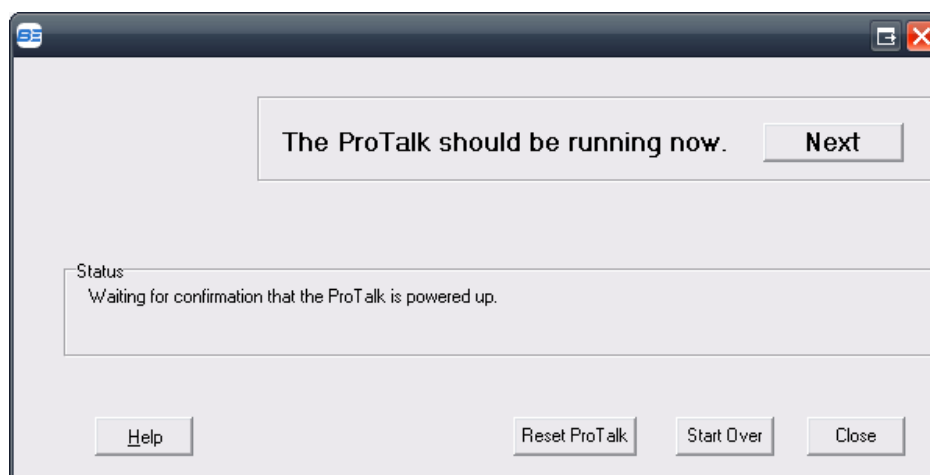 BE
The ProTalk should be running now.
Next
Status
Waiting for confirmation that the ProTalk is powered up.
Help
Reset ProTalk
Start Over
Close